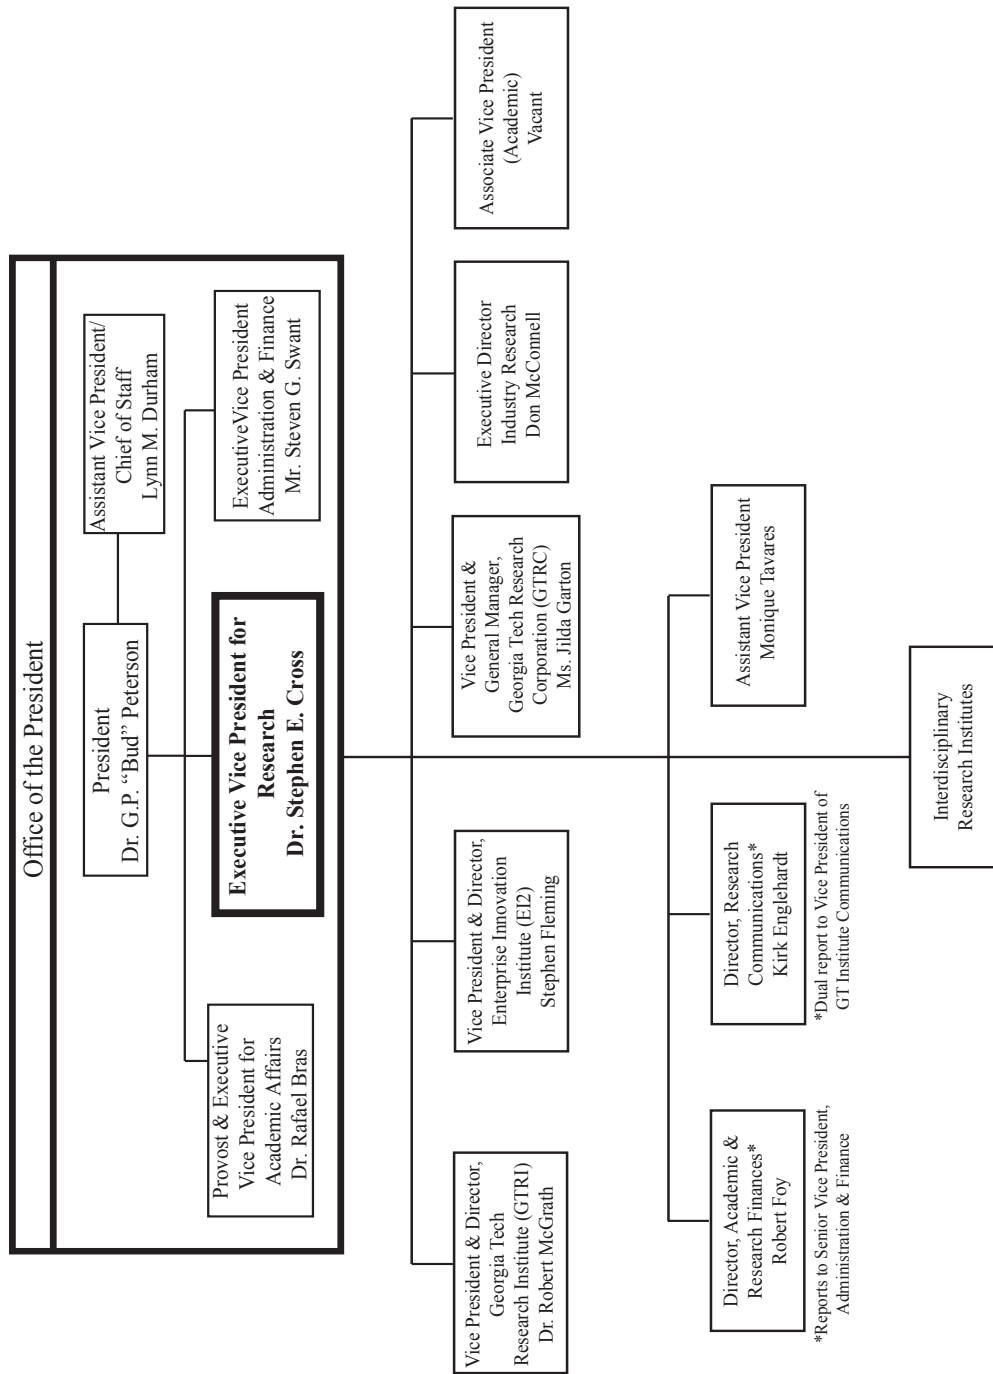 Office of the President
President
Dr. G.P. “Bud” Peterson
Assistant Vice President/
Chief of Staff
Lynn M. Durham
Provost & Executive
Vice President for
Academic Affairs
Dr. Rafael Bras
Executive Vice President for
Research
Dr. Stephen E. Cross
ExecutiveVice President
Administration & Finance
Mr. Steven G. Swant
Vice President & Director,
Georgia Tech
Research Institute (GTRI)
Dr. Robert McGrath
Vice President & Director,
Enterprise Innovation
Institute (EI2)
Stephen Fleming
Vice President &
General Manager,
Georgia Tech Research
Corporation (GTRC)
Ms. Jilda Garton
Executive Director
Industry Research
Don McConnell
Associate Vice President
(Academic)
Vacant
Director, Academic &
Research Finances*
Robert Foy
*Reports to Senior Vice President,
Administration & Finance
Director, Research
Communications*
Kirk Englehardt
*Dual report to Vice President of
GT Institute Communications
Assistant Vice President
Monique Tavares
Interdisciplinary
Research Institutes